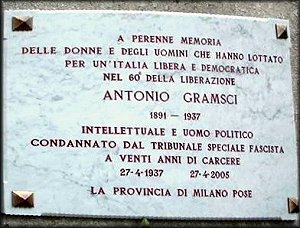 A PERENNE MEMORIA
DELLE DONNE E DEGLI UOMINI CHE HANNO LOTTATO
PER UN'ITALIA LIBERA E DEMOCRATICA
NEL 60° DELLA LIBERAZIONE
ANTONIO GRAMSCI
1891 - 1937
INTELLETTUALE E UOMO POLITICO
CONDANNATO DAL TRIBUNALE SPECIALE FASCISTA
A VENTI ANNI DI CARCERE
27-4-1937 27-4-2005
LA PROVINCIA DI MILANO POSE